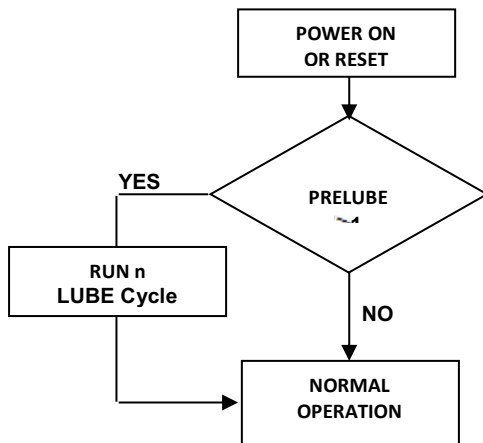 POWER ON
OR RESET
PRELUBE
YES
RUN n
LUBE Cycle
NO
NORMAL
OPERATION